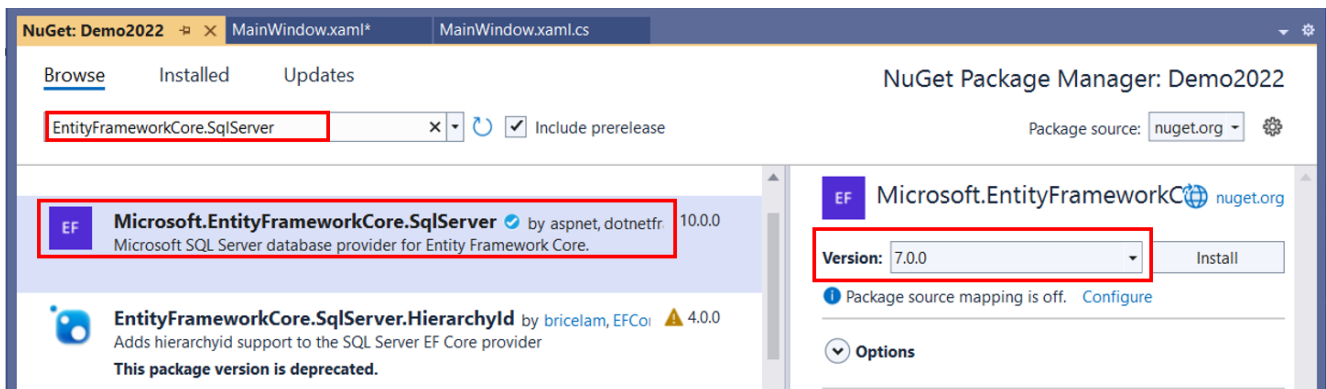 NuGet: Demo2022 MainWindow.xaml* MainWindow.xaml.cs
Browse Installed Updates NuGet Package Manager: Demo2022
EntityFrameworkCore.SqlServer Include prerelease Package source: nuget.org
EF Microsoft.EntityFrameworkCore.SqlServer by aspnet, dotnetfr 10.0.0
Microsoft SQL Server database provider for Entity Framework Core.
EntityFrameworkCore.SqlServer.HierarchyId by bricelam, EFCo 4.0.0
Adds hierarchyid support to the SQL Server EF Core provider
This package version is deprecated.
EF Microsoft.EntityFrameworkC nuget.org
Version: 7.0.0 Install
Package source mapping is off. Configure
Options